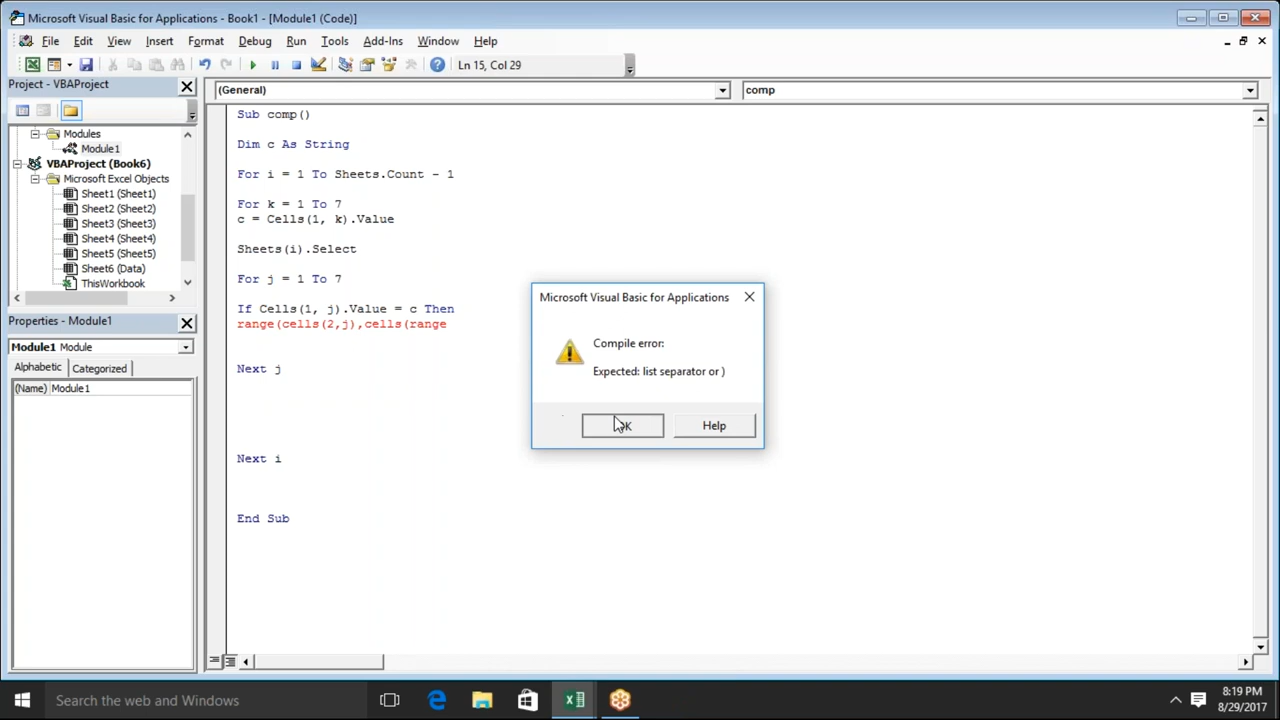 Microsoft Visual Basic for Applications - Book1 - [Module1 (Code)]
File Edit View Insert Format Debug Run Tools Add-Ins Window Help
Ln 15, Col 29
Project - VBAProject
(General)
comp
Modules
Module1
VBAProject (Book6)
Microsoft Excel Objects
Sheet1 (Sheet1)
Sheet2 (Sheet2)
Sheet3 (Sheet3)
Sheet4 (Sheet4)
Sheet5 (Sheet5)
Sheet6 (Data)
ThisWorkbook
Properties - Module1
Module1 Module
Alphabetic Categorized
(Name) Module1
Sub comp()
Dim c As String
For i = 1 To Sheets.Count - 1
For k = 1 To 7
c = Cells(1, k).Value
Sheets(i).Select
For j = 1 To 7
If Cells(1, j).Value = c Then
range(cells(2,j),cells(range
Next j
Next i
End Sub
Microsoft Visual Basic for Applications
Compile error:
Expected: list separator or )
Help
Search the web and Windows
8:19 PM
8/29/2017